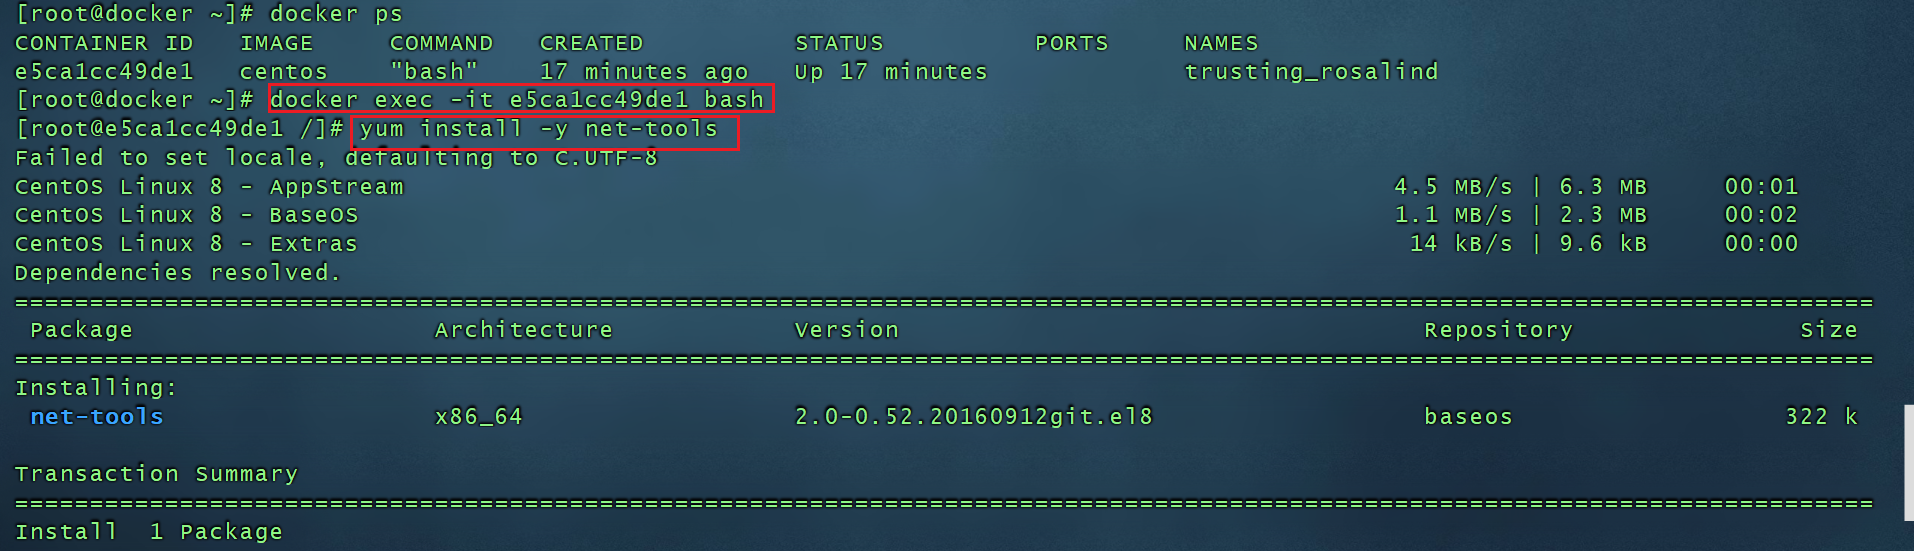 [root@docker ~]# docker ps
CONTAINER ID   IMAGE     COMMAND   CREATED          STATUS          PORTS     NAMES
e5ca1cc49de1   centos    "bash"    17 minutes ago   Up 17 minutes             trusting_rosalind
[root@docker ~]# docker exec -it e5ca1cc49de1 bash
[root@e5ca1cc49de1 /]# yum install -y net-tools
Failed to set locale, defaulting to C.UTF-8
CentOS Linux 8 - AppStream                                                                  4.5 MB/s | 6.3 MB     00:01
CentOS Linux 8 - BaseOS                                                                     1.1 MB/s | 2.3 MB     00:02
CentOS Linux 8 - Extras                                                                      14 kB/s | 9.6 kB     00:00
Dependencies resolved.
============================================================================================================================
 Package                    Architecture            Version                                   Repository               Size
============================================================================================================================
Installing:
 net-tools                  x86_64                  2.0-0.52.20160912git.el8                  baseos                  322 k
Transaction Summary
============================================================================================================================
Install  1 Package